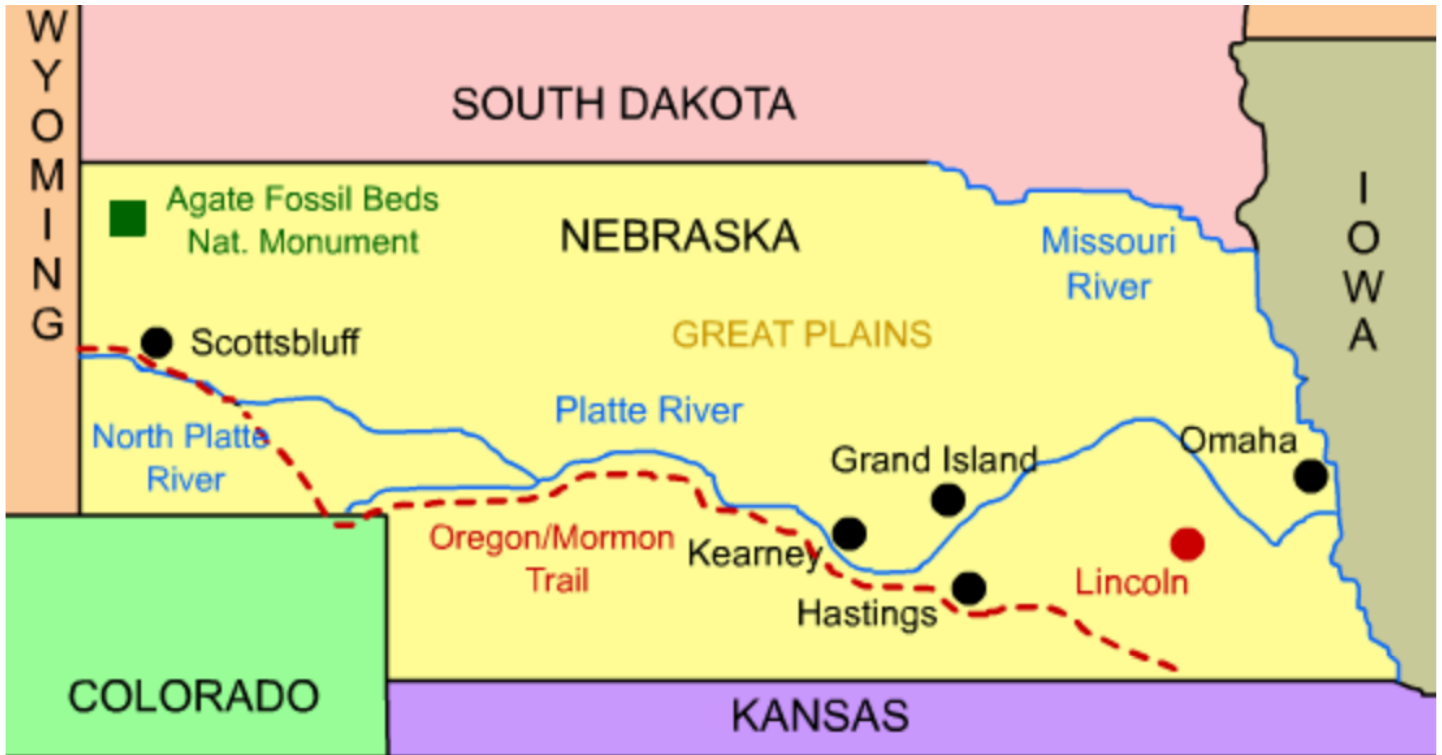 WYOMING
SOUTH DAKOTA
IOWA
Agate Fossil Beds
Nat. Monument
NEBRASKA
Missouri
River
Scottsbluff
GREAT PLAINS
Platte River
North Platte
River
Omaha
Grand Island
Oregon/Mormon
Trail
Kearney
Lincoln
Hastings
COLORADO
KANSAS